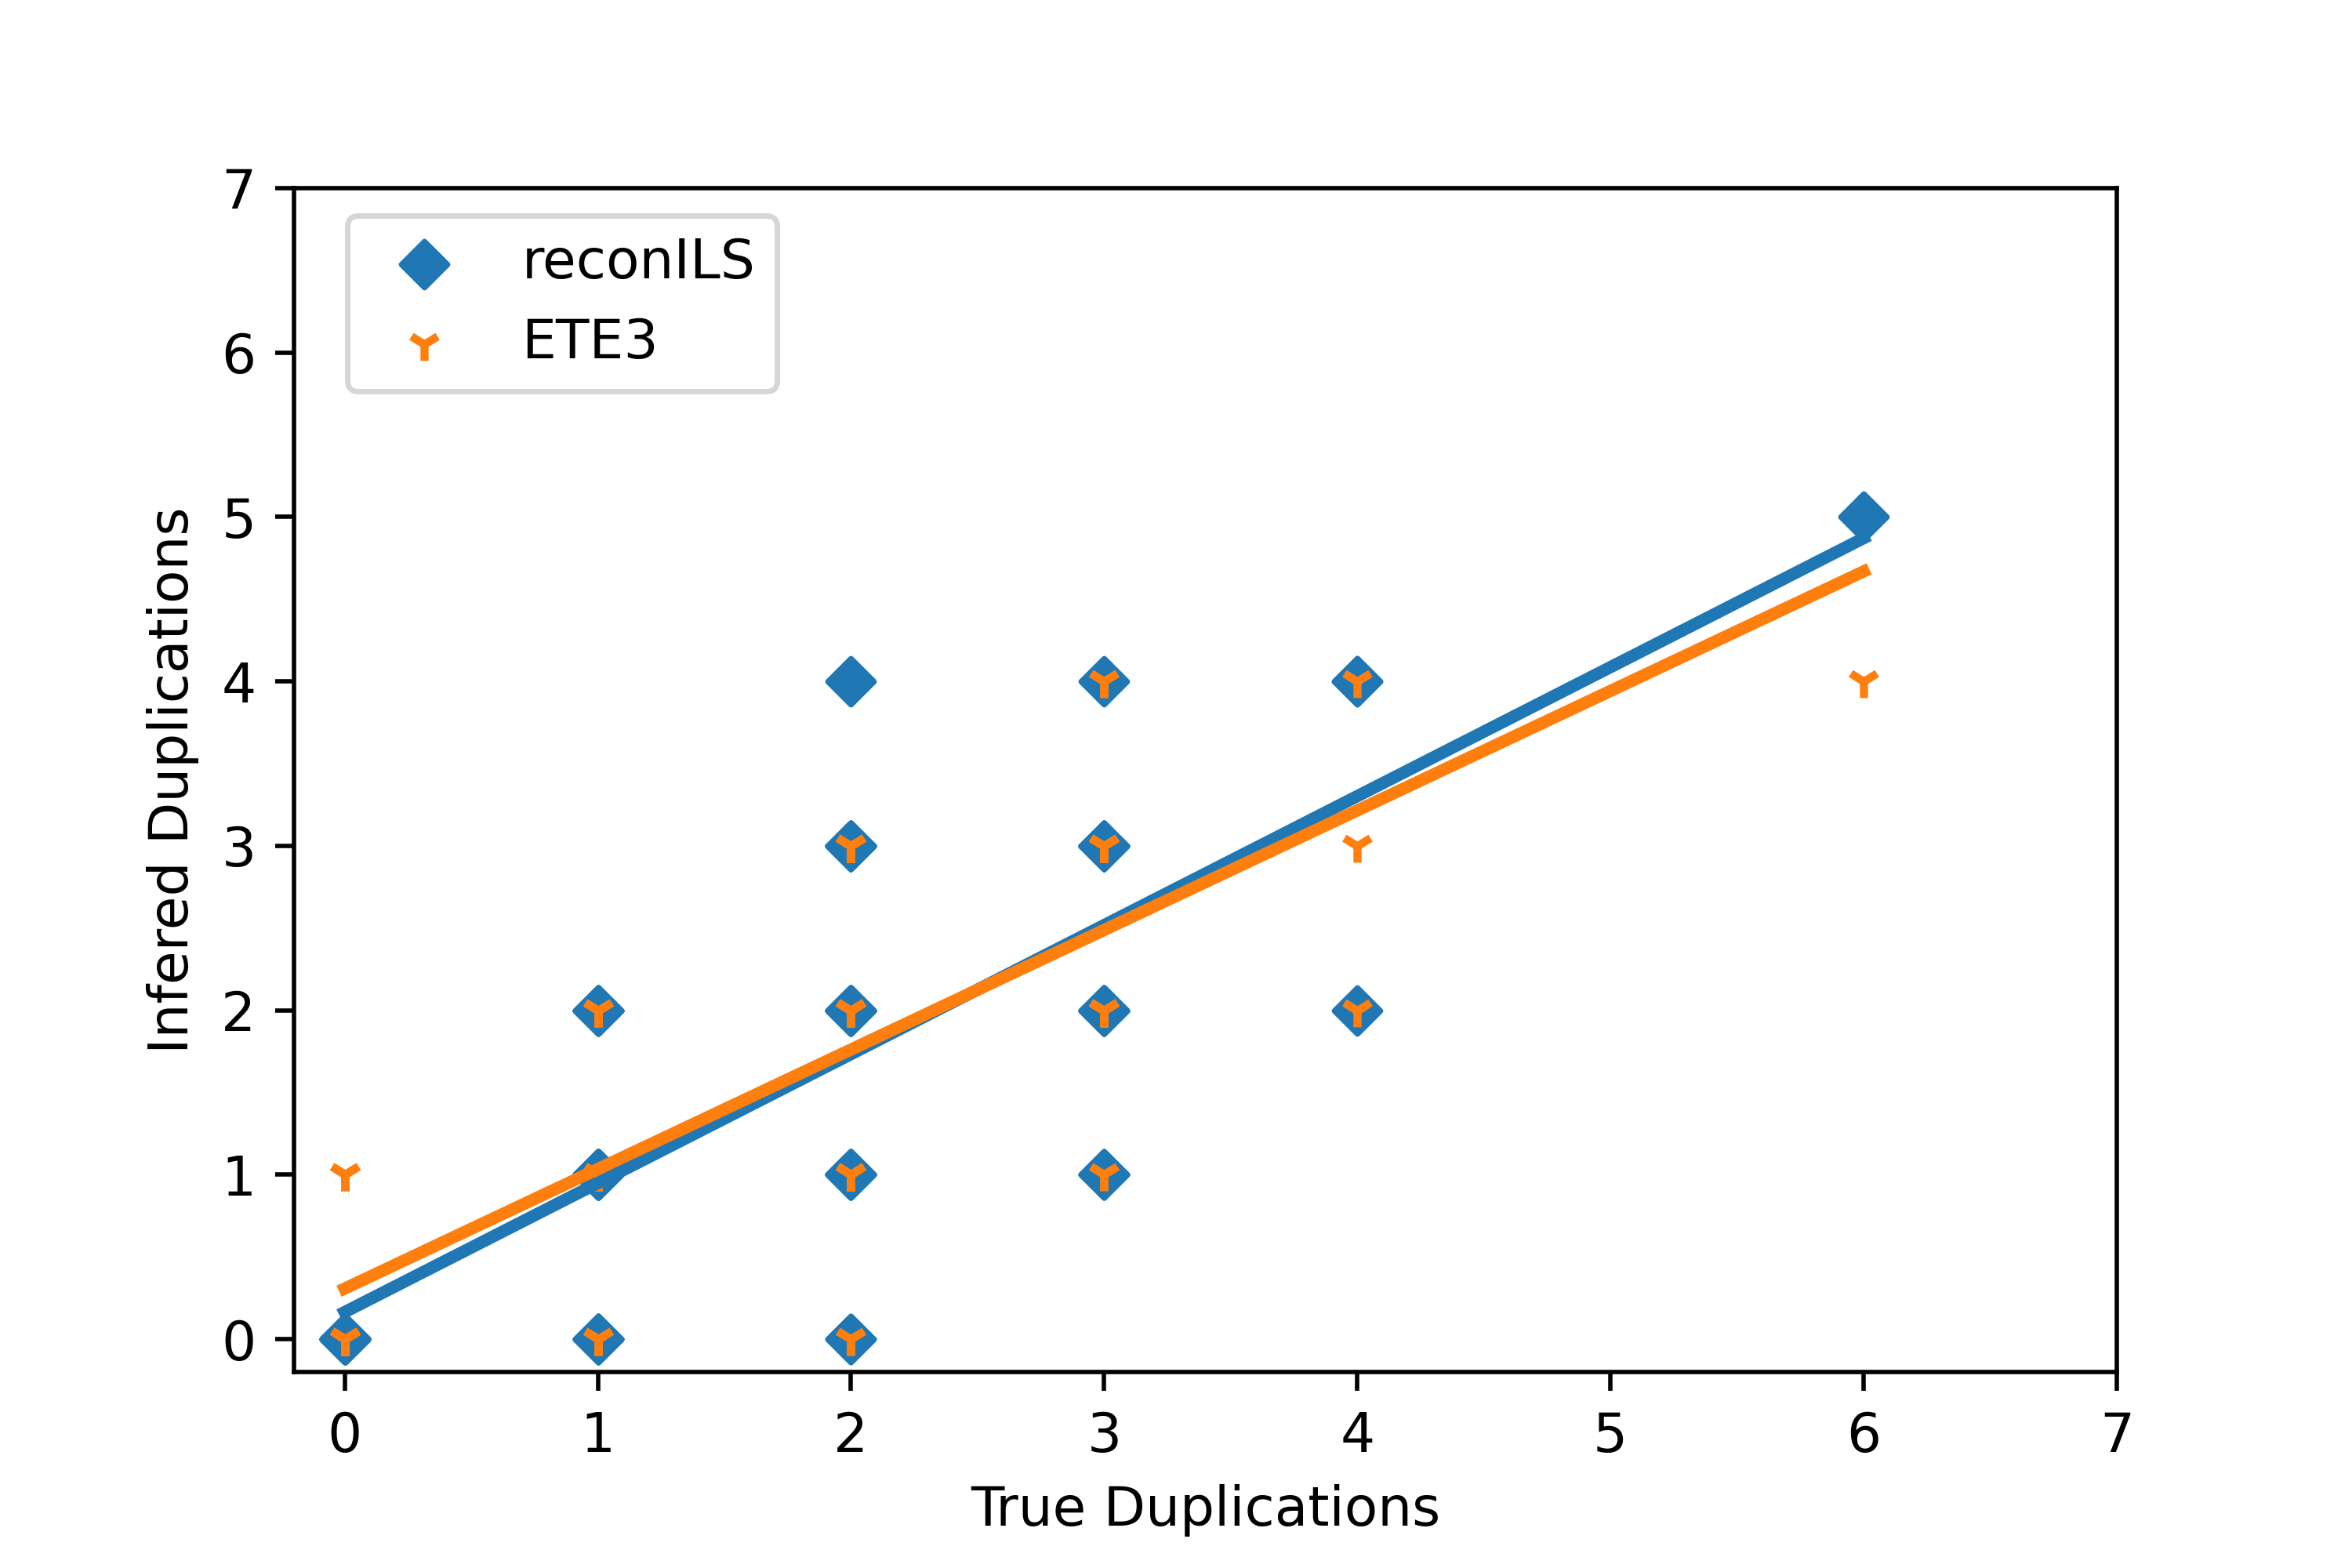 7
6
5
4
3
2
1
0
Infered Duplications
reconILS
ETE3
0 1 2 3 4 5 6 7
True Duplications